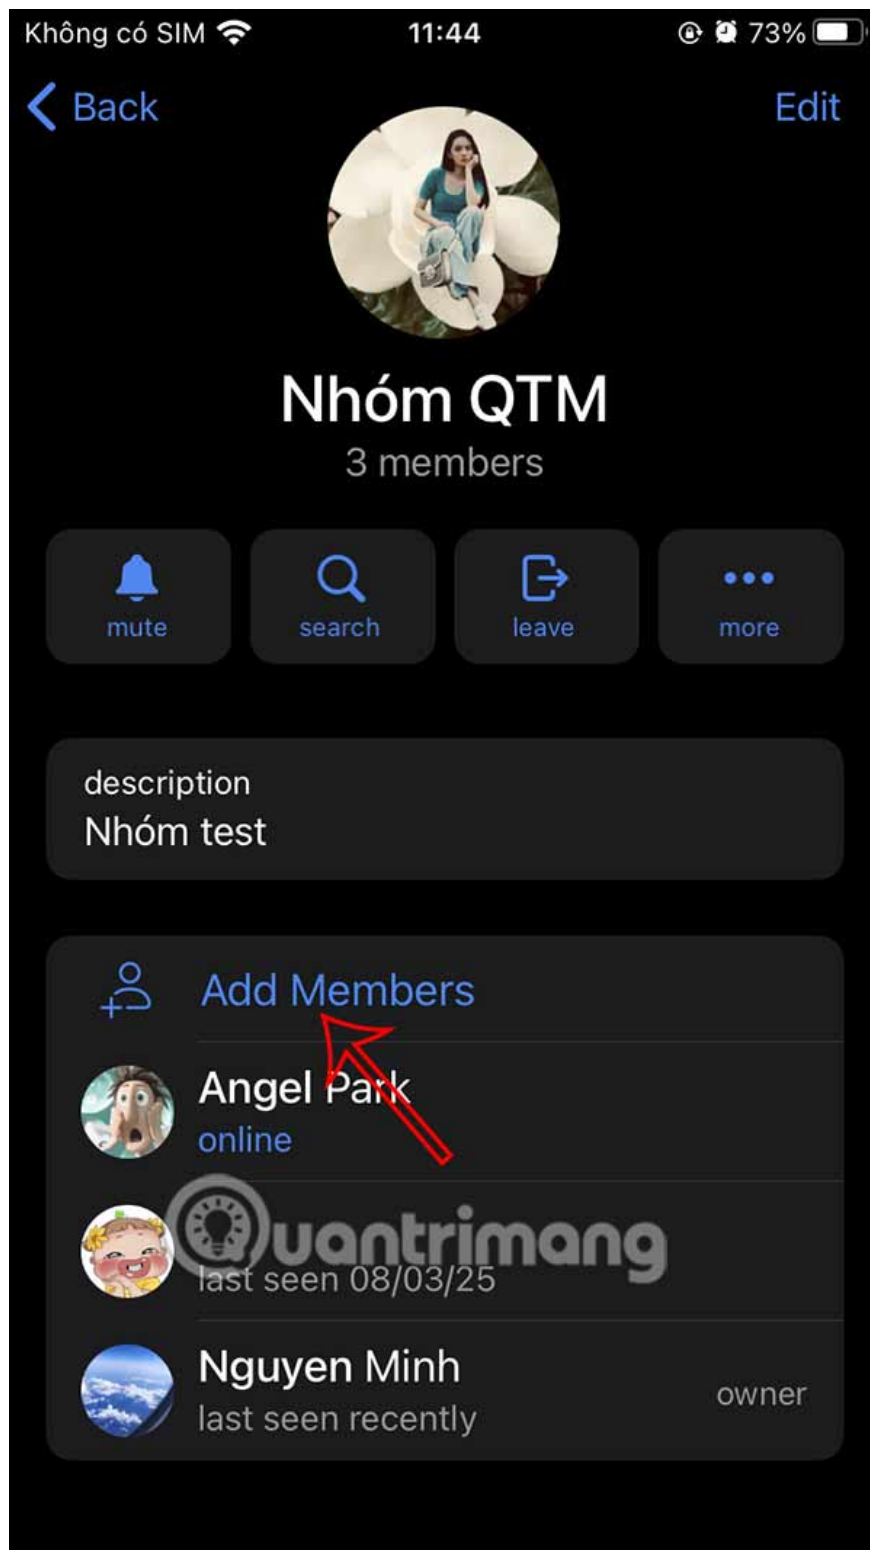 Không có SIM 11:44 73%
Back Edit
Nhóm QTM
3 members
mute search leave more
description
Nhóm test
Add Members
Angel Park
online
Quantrimang
last seen 08/03/25
Nguyen Minh
last seen recently
owner